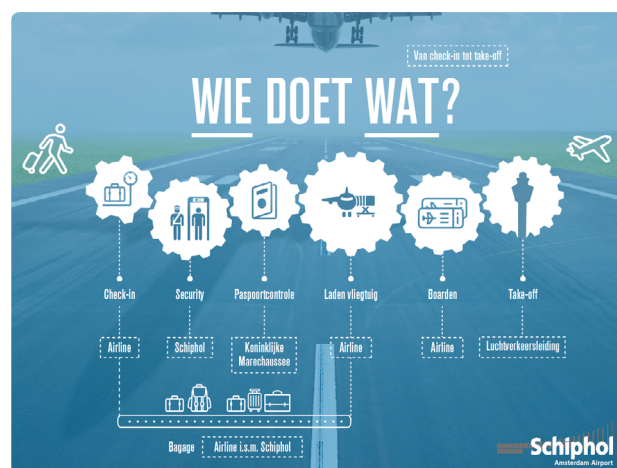 Van check-in tot take-off
WIE DOET WAT?
Check-in
Security
Paspoortcontrole
Laden vliegtuig
Boarden
Take-off
Airline
Schiphol
Koninklijke
Marechaussee
Airline
Airline
Luchtverkeersleiding
Bagage
Airline i.s.m. Schiphol
Schiphol
Amsterdam Airport